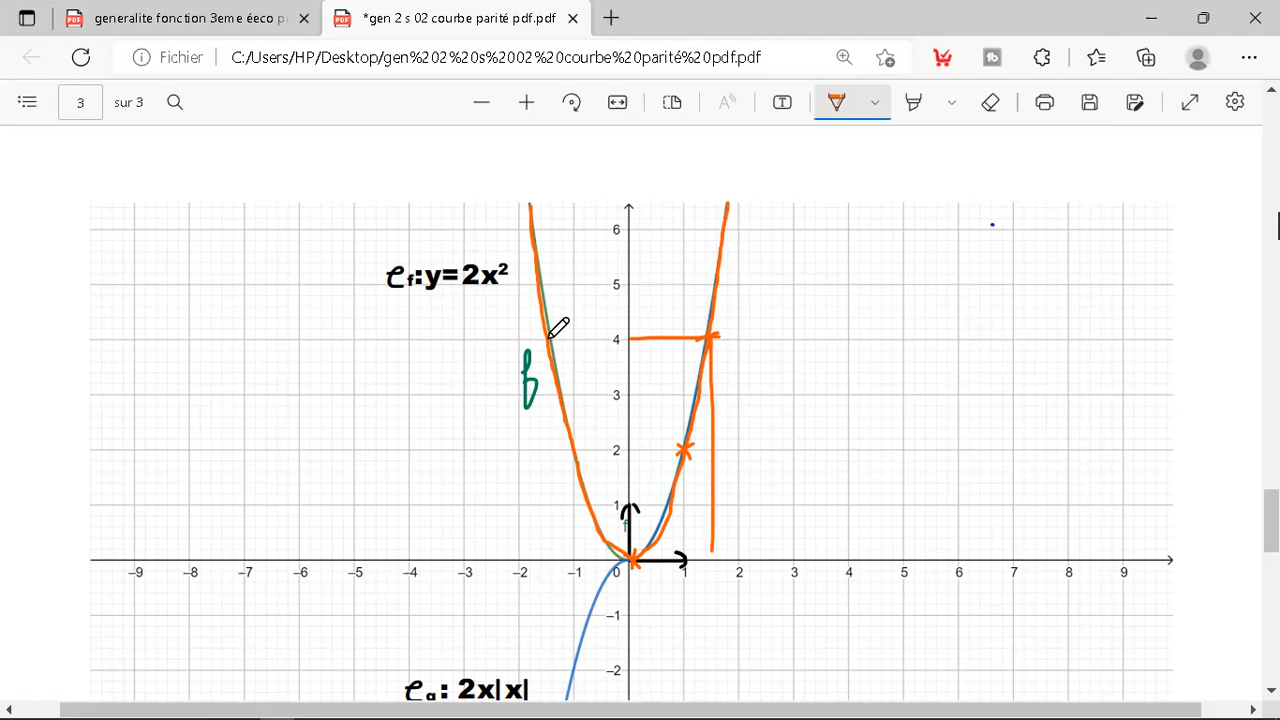 generalite fonction 3eme éeco p
*gen 2 s 02 courbe parité pdf.pdf
Fichier C:/Users/HP/Desktop/gen%202%20s%2002%20courbe%20parité%20pdf.pdf
3 sur 3
6
𝒞f:y=2x²
5
4
f
3
2
1
f
−9 −8 −7 −6 −5 −4 −3 −2 −1 0 1 2 3 4 5 6 7 8 9
−1
−2
𝒞g: 2x|x|